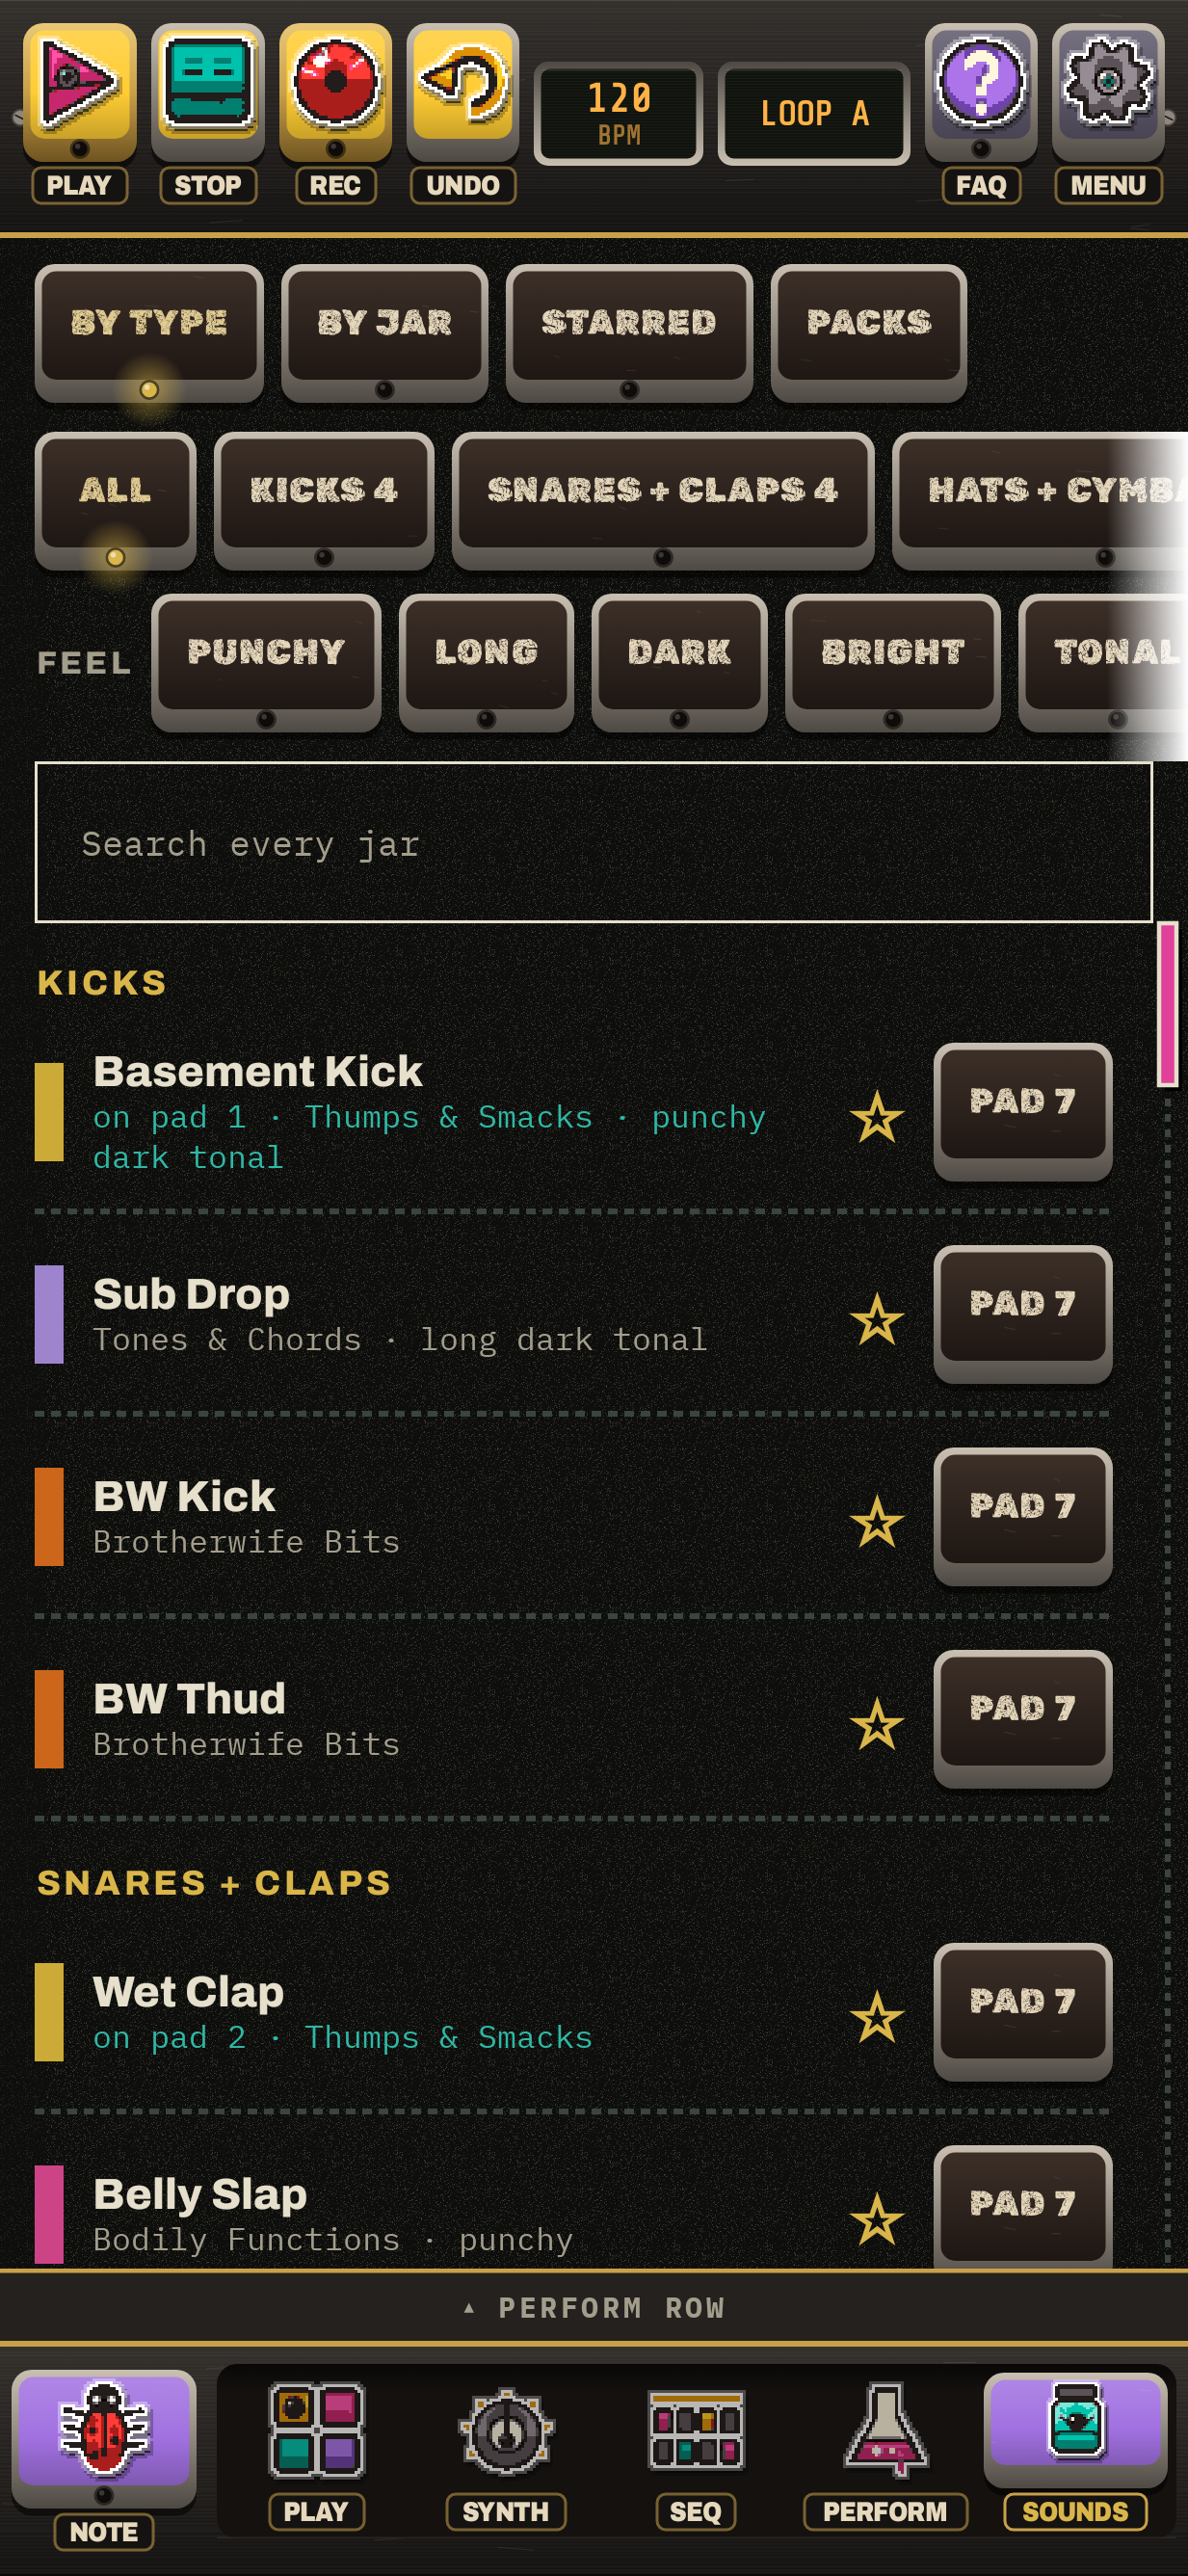 PLAY STOP REC UNDO 120 BPM LOOP A FAQ MENU
BY TYPE BY JAR STARRED PACKS
ALL KICKS 4 SNARES + CLAPS 4 HATS + CYMBA
FEEL PUNCHY LONG DARK BRIGHT TONAL
Search every jar
KICKS
Basement Kick
on pad 1 · Thumps & Smacks · punchy
dark tonal
PAD 7
Sub Drop
Tones & Chords · long dark tonal
PAD 7
BW Kick
Brotherwife Bits
PAD 7
BW Thud
Brotherwife Bits
PAD 7
SNARES + CLAPS
Wet Clap
on pad 2 · Thumps & Smacks
PAD 7
Belly Slap
Bodily Functions · punchy
PAD 7
▲ PERFORM ROW
NOTE PLAY SYNTH SEQ PERFORM SOUNDS